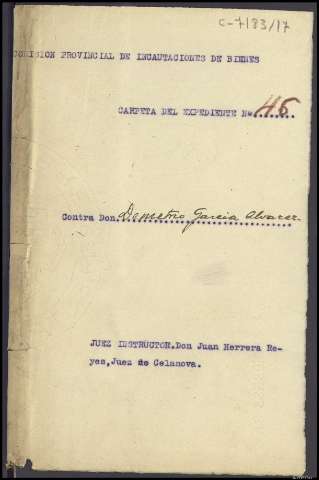 C-7183/17
COMISION PROVINCIAL DE INCAUTACIONES DE BIENES
CARPETA DEL EXPEDIENTE No. 46
Contra Don. Demetrio Garcia Alvarez.
JUEZ INSTRUCTOR.Don Juan Herrera Re-
yes,Juez de Celanova.